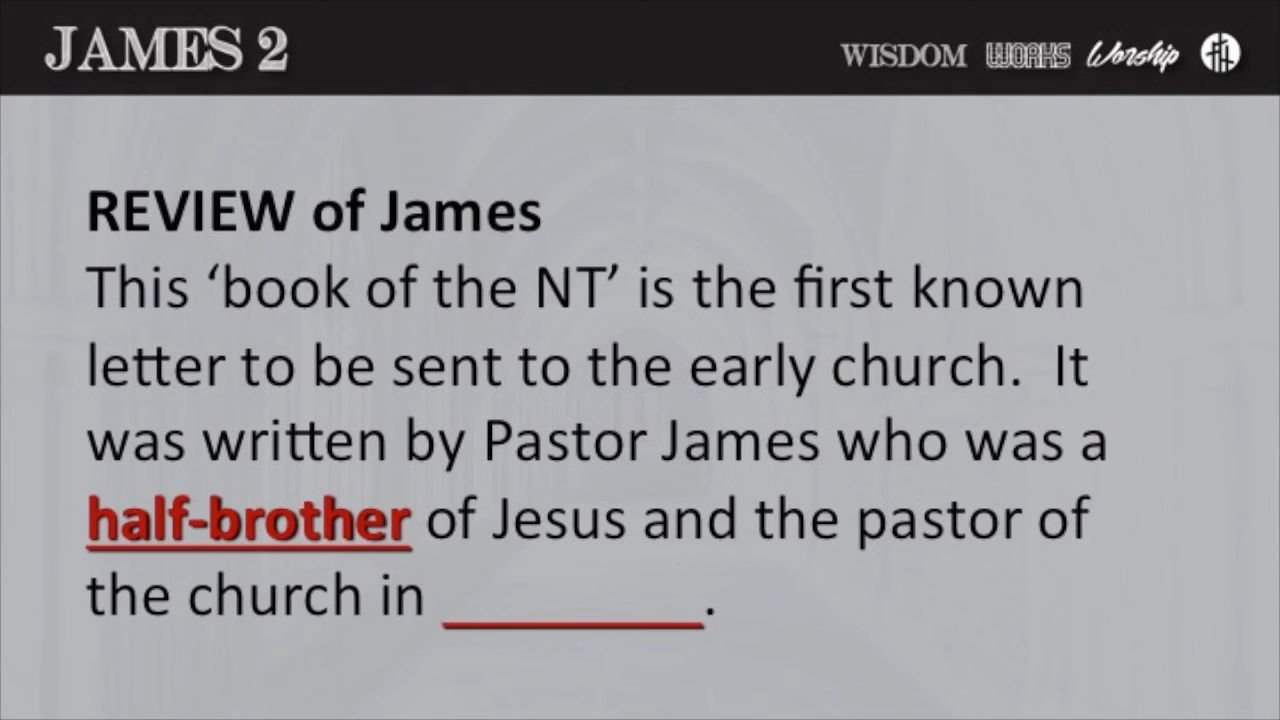 JAMES 2
WISDOM WORKS Worship
REVIEW of James
This ‘book of the NT’ is the first known
letter to be sent to the early church.  It
was written by Pastor James who was a
half-brother of Jesus and the pastor of
the church in _________.